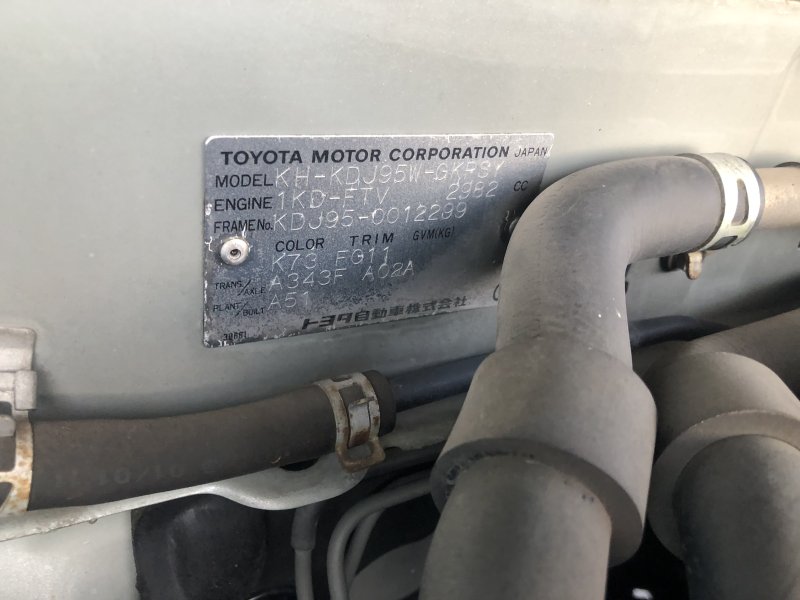 TOYOTA MOTOR CORPORATION JAPAN
MODEL KH-KDJ95W-GKPGY
ENGINE 1KD-FTV 2982 CC
FRAME No. KDJ95-0012299
COLOR TRIM GVM(KG)
K73 FG11
TRANS./AXLE A343F A02A
PLANT/BUILT A51
トヨタ自動車株式会社